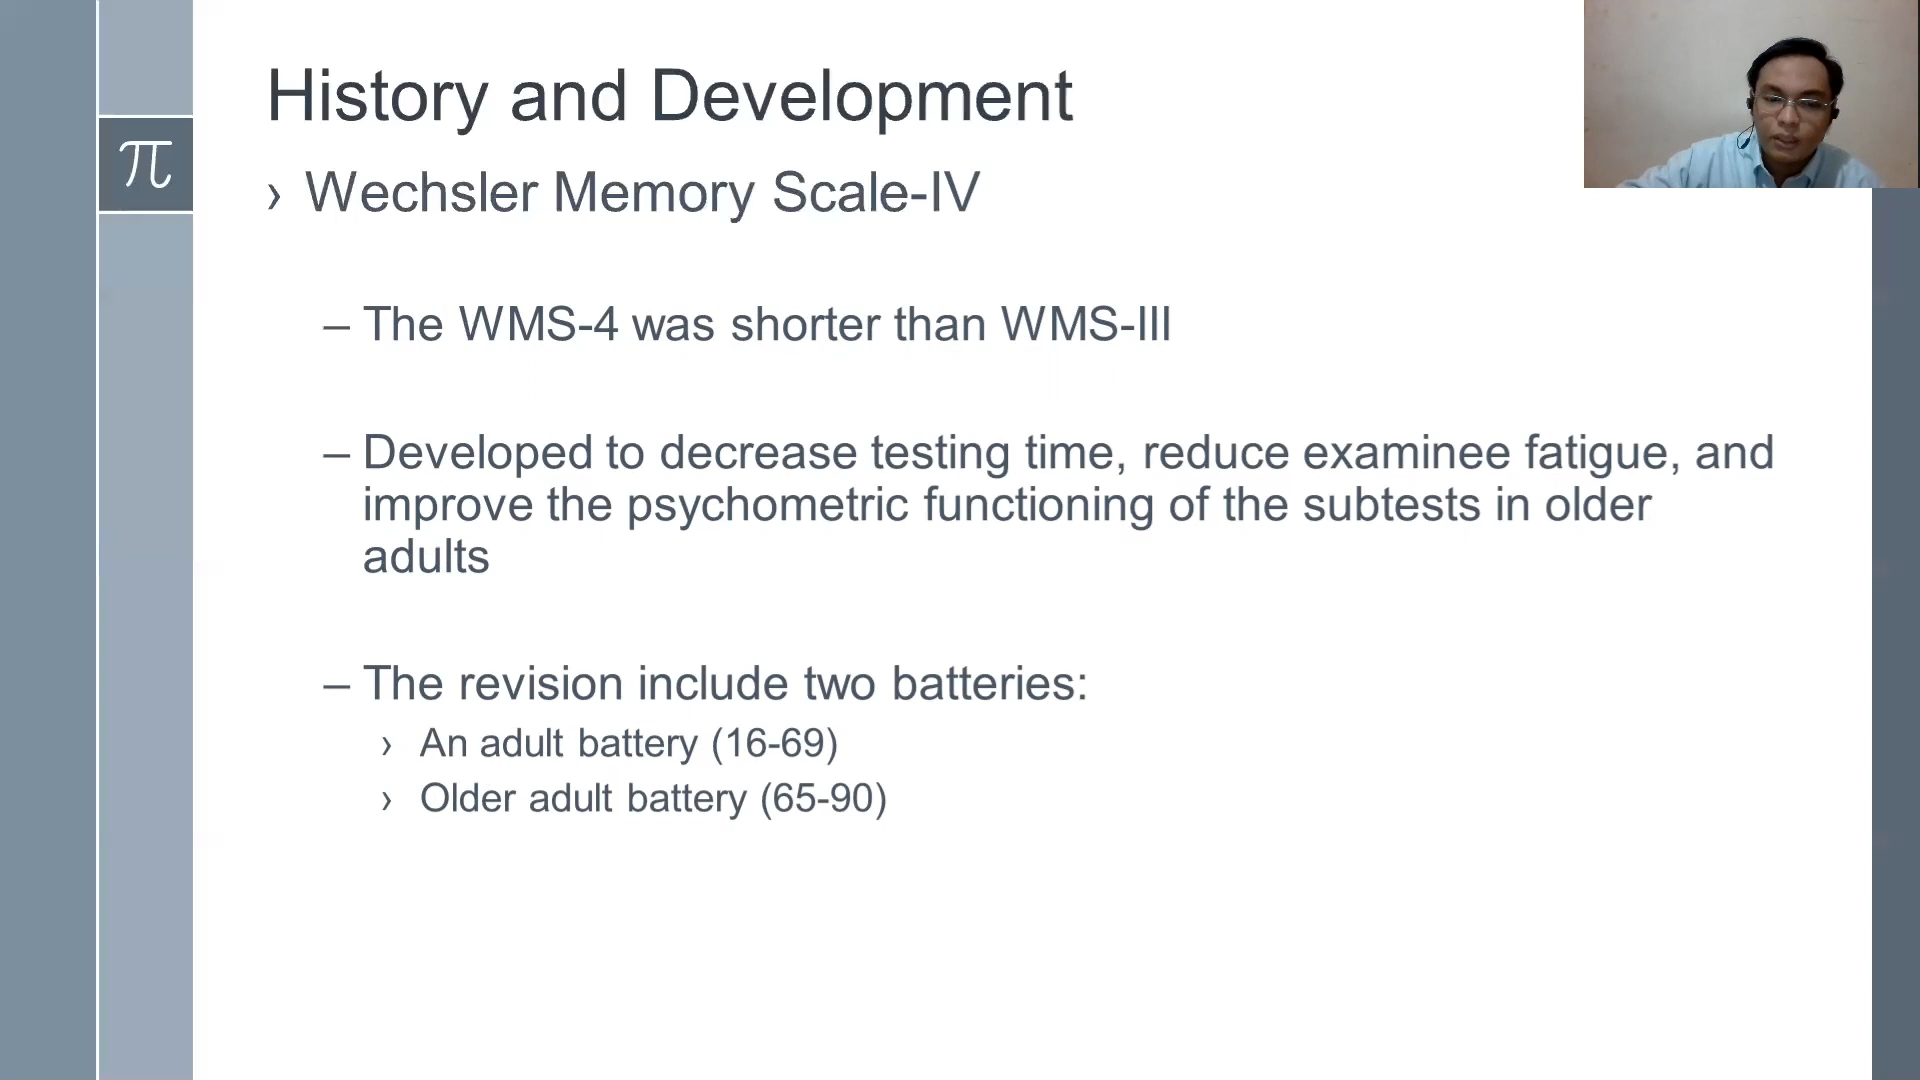 History and Development
π
› Wechsler Memory Scale-IV
– The WMS-4 was shorter than WMS-III
– Developed to decrease testing time, reduce examinee fatigue, and
improve the psychometric functioning of the subtests in older
adults
– The revision include two batteries:
› An adult battery (16-69)
› Older adult battery (65-90)